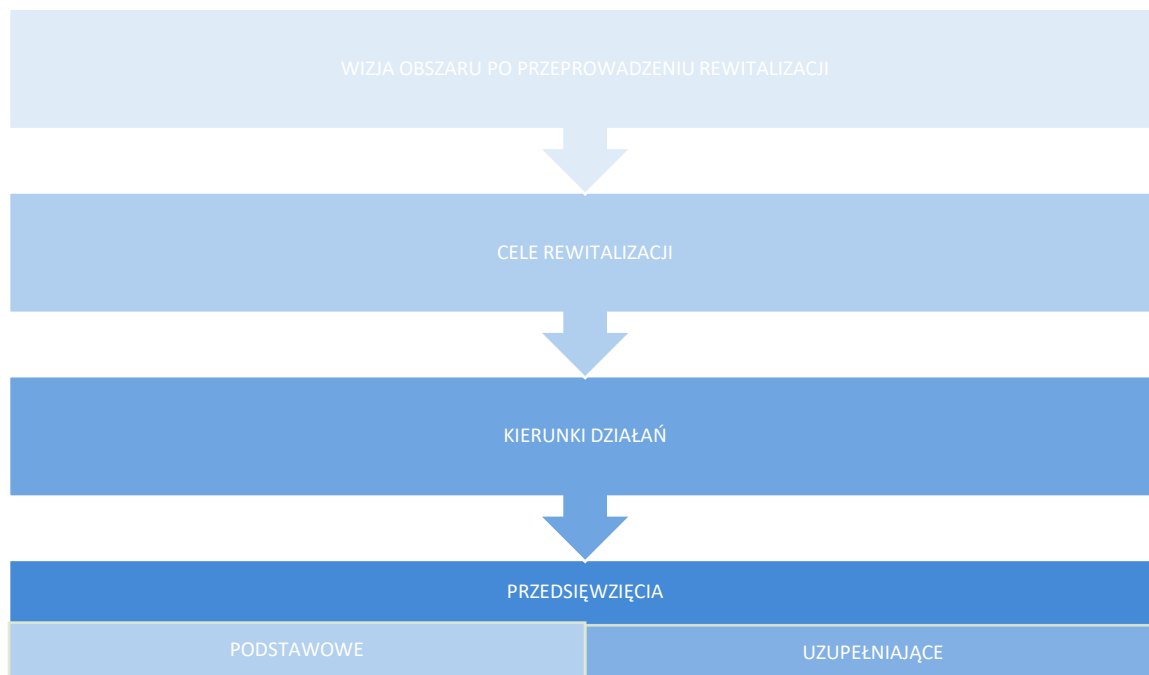 WIZJA OBSZARU PO PRZEPROWADZENIU REWITALIZACJI
CELE REWITALIZACJI
KIERUNKI DZIAŁAŃ
PRZEDSIĘWZIĘCIA
PODSTAWOWE
UZUPEŁNIAJĄCE